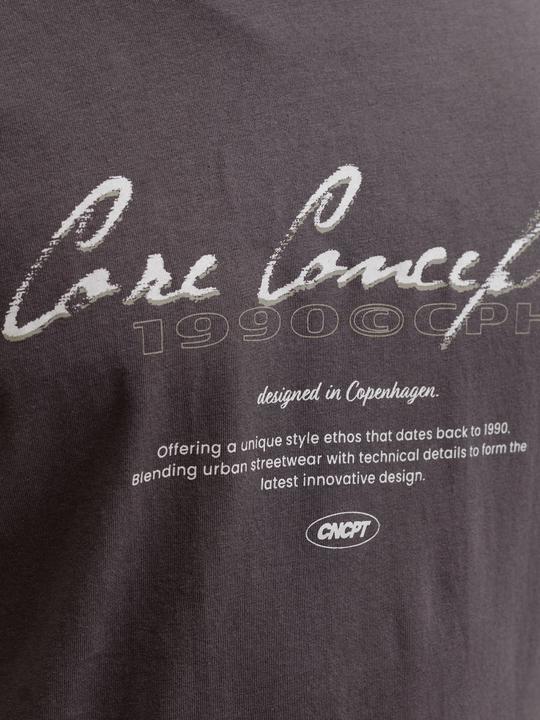 Core Concep
1990©CPH
designed in Copenhagen.
Offering a unique style ethos that dates back to 1990.
Blending urban streetwear with technical details to form the
latest innovative design.
CNCPT